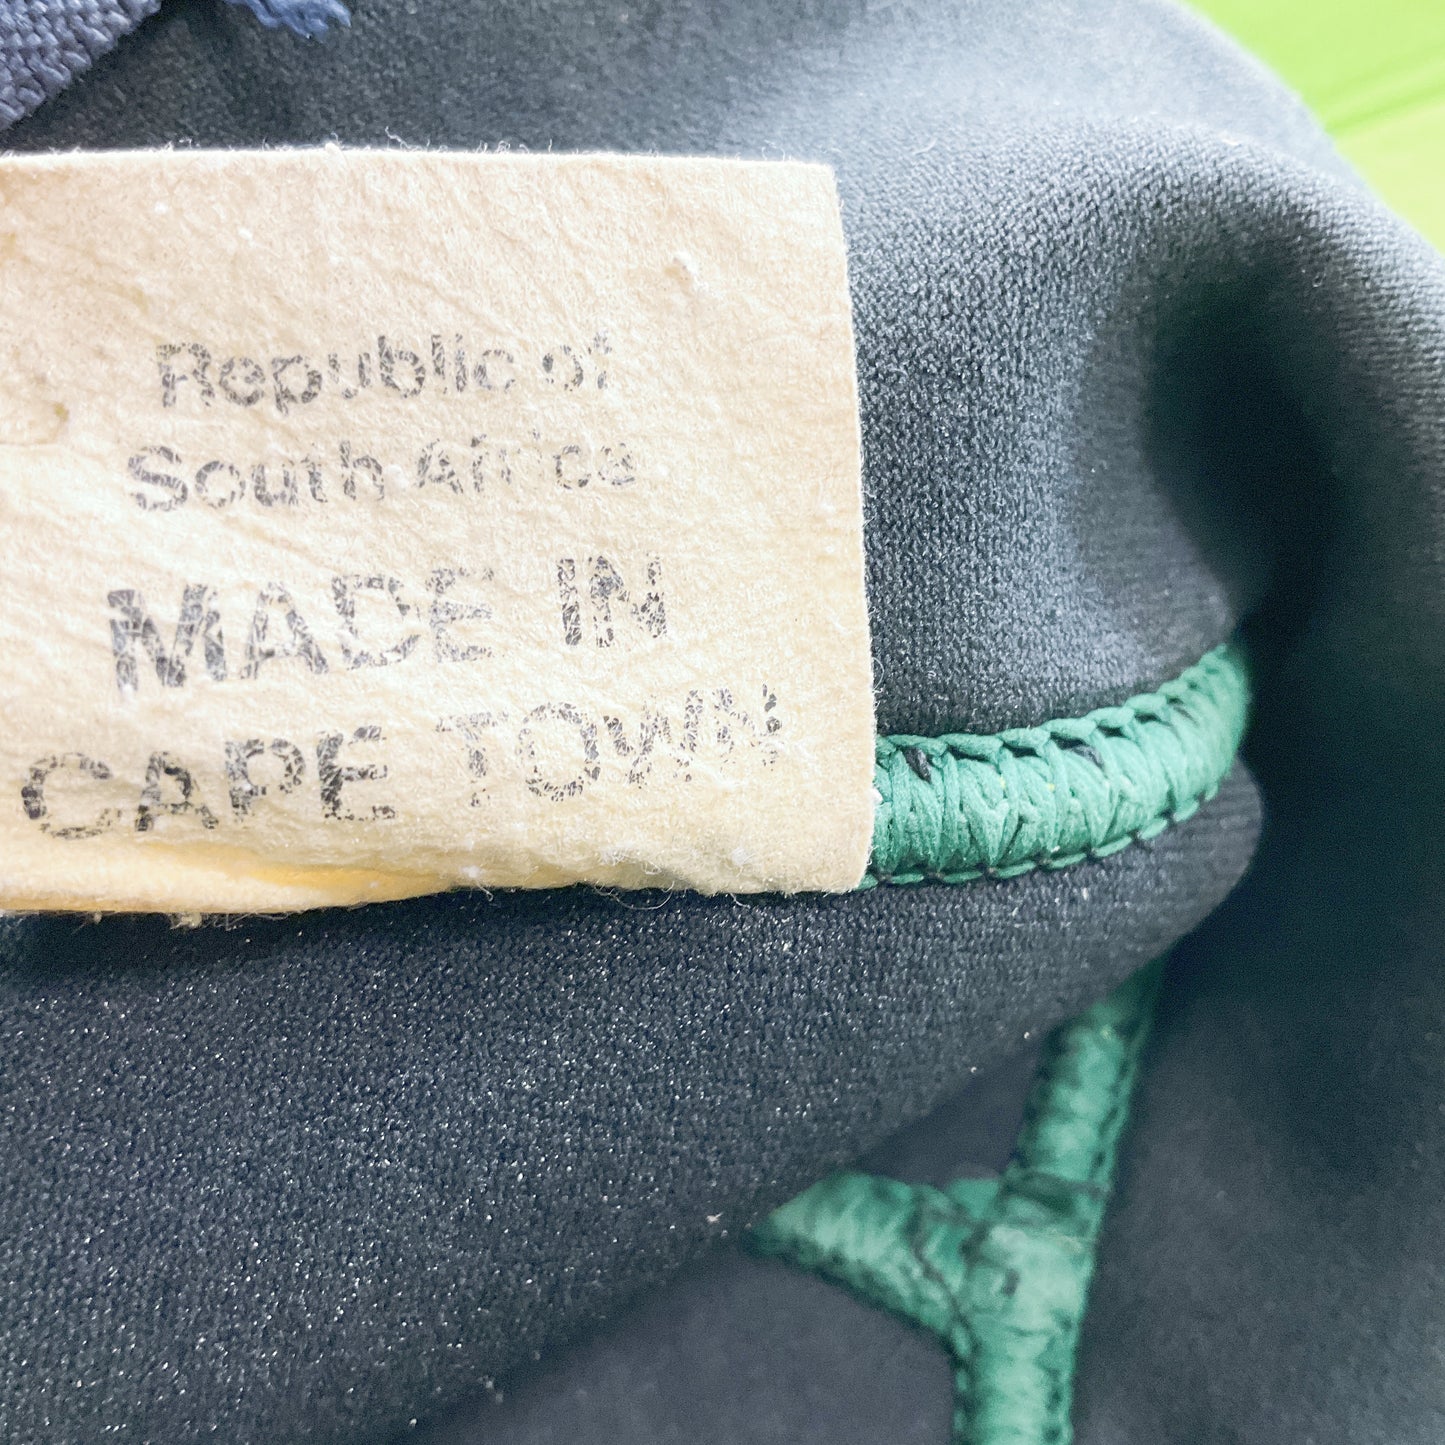 Republic of
South Africa
MADE IN
CAPE TOWN